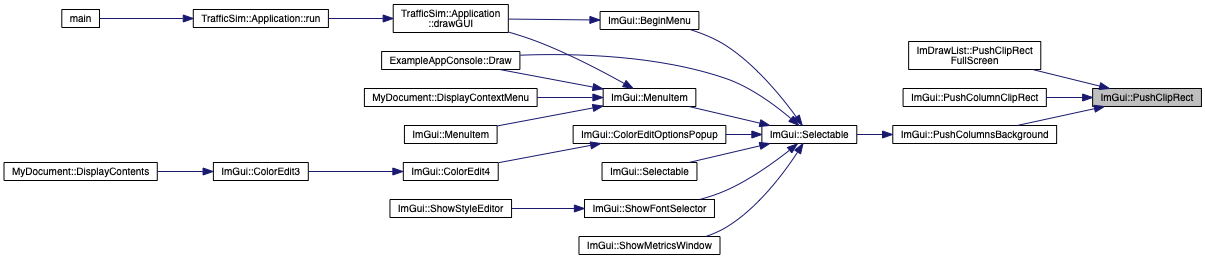 main
TrafficSim::Application::run
TrafficSim::Application
::drawGUI
ImGui::BeginMenu
ExampleAppConsole::Draw
ImDrawList::PushClipRect
FullScreen
MyDocument::DisplayContextMenu
ImGui::MenuItem
ImGui::PushColumnClipRect
ImGui::PushClipRect
ImGui::MenuItem
ImGui::ColorEditOptionsPopup
ImGui::Selectable
ImGui::PushColumnsBackground
MyDocument::DisplayContents
ImGui::ColorEdit3
ImGui::ColorEdit4
ImGui::Selectable
ImGui::ShowStyleEditor
ImGui::ShowFontSelector
ImGui::ShowMetricsWindow